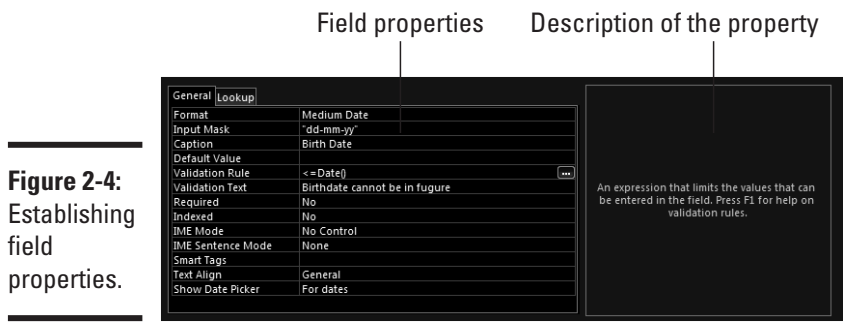 Field properties Description of the property
General Lookup
Format Medium Date
Input Mask "dd-mm-yy"
Caption Birth Date
Default Value
Validation Rule <=Date() ...
Validation Text Birthdate cannot be in fugure
Required No
Indexed No
IME Mode No Control
IME Sentence Mode None
Smart Tags
Text Align General
Show Date Picker For dates
An expression that limits the values that can
be entered in the field. Press F1 for help on
validation rules.
Figure 2-4:
Establishing
field
properties.